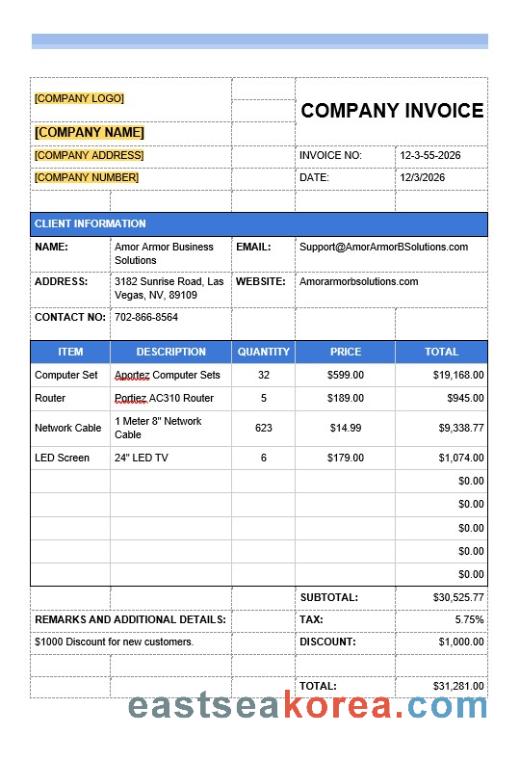 [COMPANY LOGO]
COMPANY INVOICE
[COMPANY NAME]
[COMPANY ADDRESS] INVOICE NO: 12-3-55-2026
[COMPANY NUMBER] DATE: 12/3/2026
CLIENT INFORMATION
NAME: Amor Armor Business Solutions EMAIL: Support@AmorArmorBSolutions.com
ADDRESS: 3182 Sunrise Road, Las Vegas, NV, 89109 WEBSITE: Amorarmorbsolutions.com
CONTACT NO: 702-866-8564
ITEM DESCRIPTION QUANTITY PRICE TOTAL
Computer Set Aportez Computer Sets 32 $599.00 $19,168.00
Router Portiez AC310 Router 5 $189.00 $945.00
Network Cable 1 Meter 8" Network Cable 623 $14.99 $9,338.77
LED Screen 24" LED TV 6 $179.00 $1,074.00
$0.00
$0.00
$0.00
$0.00
$0.00
SUBTOTAL: $30,525.77
REMARKS AND ADDITIONAL DETAILS: TAX: 5.75%
$1000 Discount for new customers. DISCOUNT: $1,000.00
TOTAL: $31,281.00
eastseakorea.com